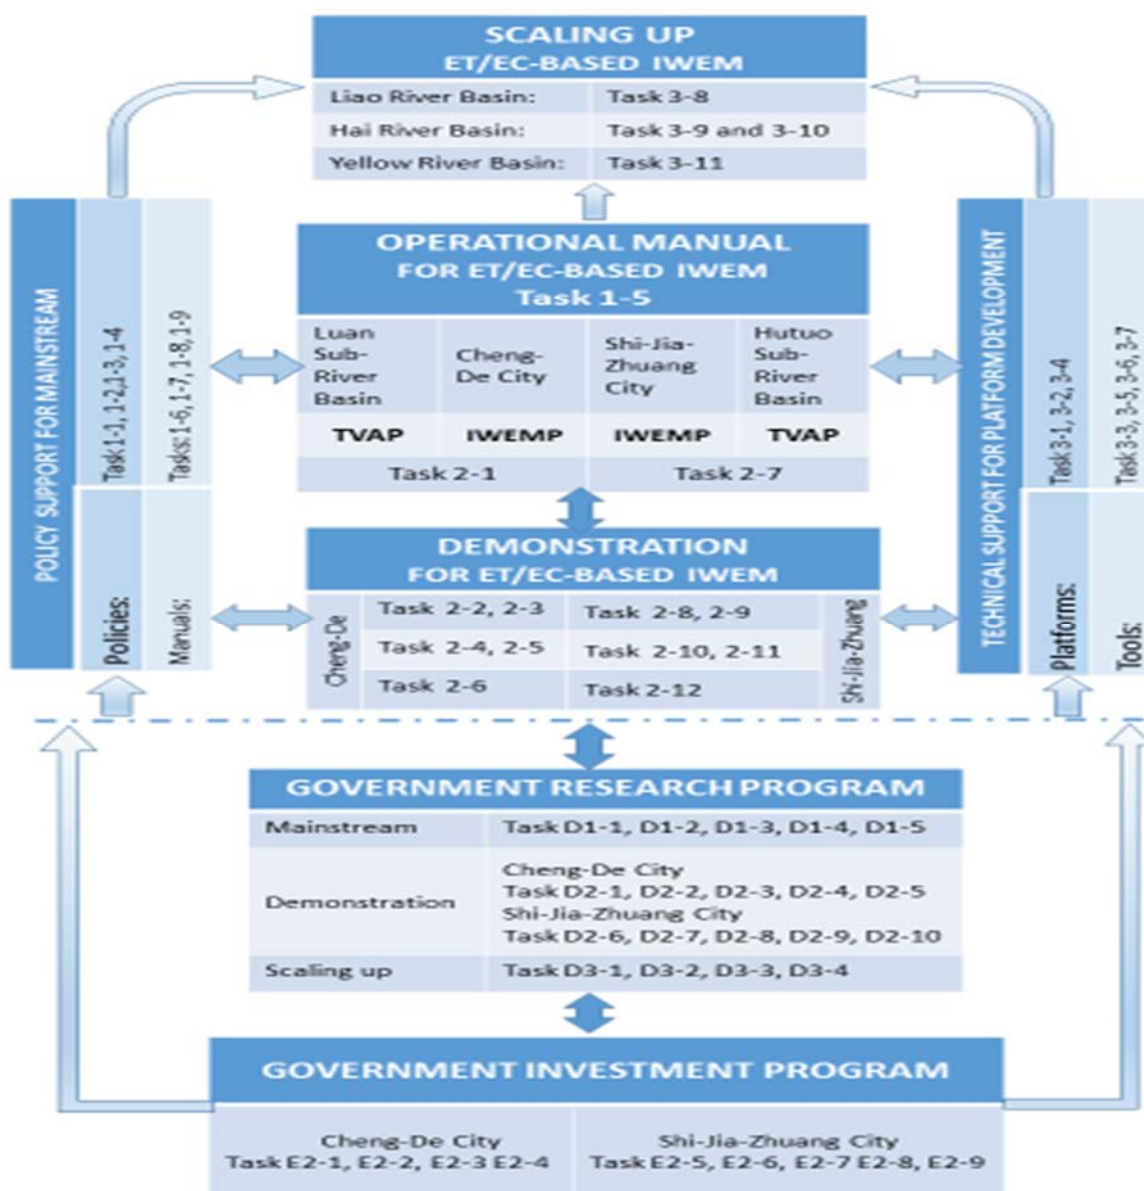 SCALING UP
ET/EC-BASED IWEM
Liao River Basin: Task 3-8
Hai River Basin: Task 3-9 and 3-10
Yellow River Basin: Task 3-11
POLICY SUPPORT FOR MAINSTREAM
Policies: Task 1-1, 1-2,1-3, 1-4
Manuals: Tasks: 1-6, 1-7, 1-8, 1-9
OPERATIONAL MANUAL
FOR ET/EC-BASED IWEM
Task 1-5
Luan
Sub-
River
Basin
Cheng-
De City
Shi-Jia-
Zhuang
City
Hutuo
Sub-
River
Basin
TVAP IWEMP IWEMP TVAP
Task 2-1 Task 2-7
TECHNICAL SUPPORT FOR PLATFORM DEVELOPMENT
Platforms: Task 3-1, 3-2, 3-4
Tools: Task 3-3, 3-5, 3-6, 3-7
DEMONSTRATION
FOR ET/EC-BASED IWEM
Cheng-De
Task 2-2, 2-3 Task 2-8, 2-9
Task 2-4, 2-5 Task 2-10, 2-11
Task 2-6 Task 2-12
Shi-Jia-Zhuang
GOVERNMENT RESEARCH PROGRAM
Mainstream Task D1-1, D1-2, D1-3, D1-4, D1-5
Demonstration
Cheng-De City
Task D2-1, D2-2, D2-3, D2-4, D2-5
Shi-Jia-Zhuang City
Task D2-6, D2-7, D2-8, D2-9, D2-10
Scaling up Task D3-1, D3-2, D3-3, D3-4
GOVERNMENT INVESTMENT PROGRAM
Cheng-De City
Task E2-1, E2-2, E2-3 E2-4
Shi-Jia-Zhuang City
Task E2-5, E2-6, E2-7 E2-8, E2-9